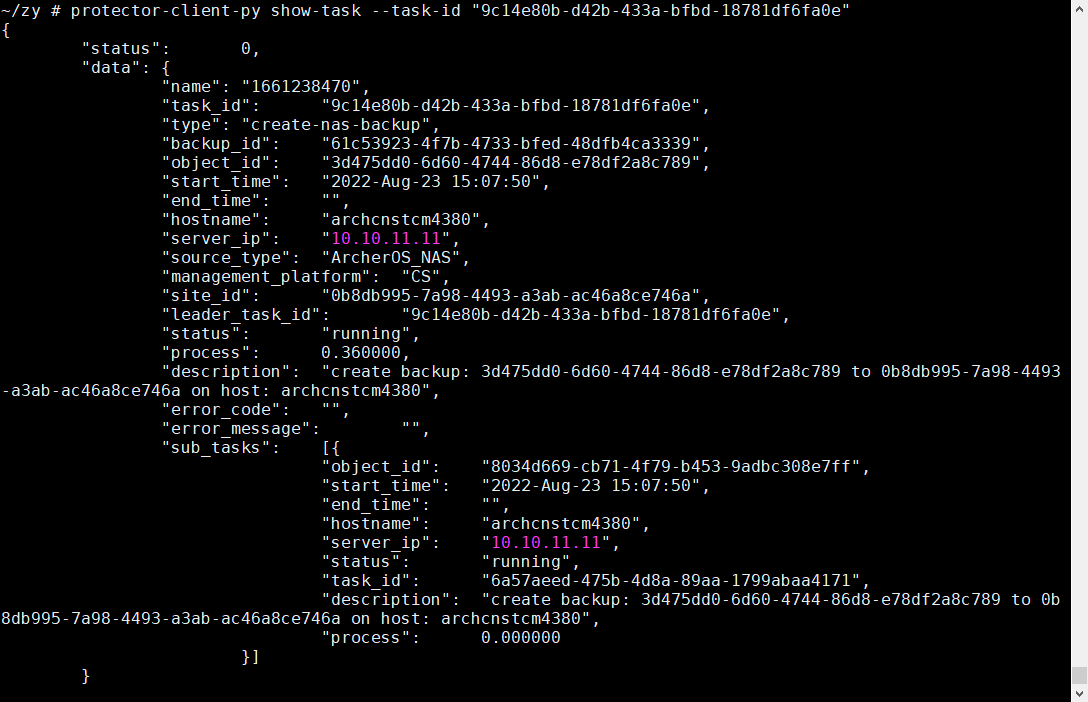 ~/zy # protector-client-py show-task --task-id "9c14e80b-d42b-433a-bfbd-18781df6fa0e"
{
        "status":       0,
        "data": {
                "name": "1661238470",
                "task_id":      "9c14e80b-d42b-433a-bfbd-18781df6fa0e",
                "type": "create-nas-backup",
                "backup_id":    "61c53923-4f7b-4733-bfed-48dfb4ca3339",
                "object_id":    "3d475dd0-6d60-4744-86d8-e78df2a8c789",
                "start_time":   "2022-Aug-23 15:07:50",
                "end_time":     "",
                "hostname":     "archcnstcm4380",
                "server_ip":    "10.10.11.11",
                "source_type":  "ArcherOS_NAS",
                "management_platform":  "CS",
                "site_id":      "0b8db995-7a98-4493-a3ab-ac46a8ce746a",
                "leader_task_id":       "9c14e80b-d42b-433a-bfbd-18781df6fa0e",
                "status":       "running",
                "process":      0.360000,
                "description":  "create backup: 3d475dd0-6d60-4744-86d8-e78df2a8c789 to 0b8db995-7a98-4493
-a3ab-ac46a8ce746a on host: archcnstcm4380",
                "error_code":   "",
                "error_message":        "",
                "sub_tasks":    [{
                                "object_id":    "8034d669-cb71-4f79-b453-9adbc308e7ff",
                                "start_time":   "2022-Aug-23 15:07:50",
                                "end_time":     "",
                                "hostname":     "archcnstcm4380",
                                "server_ip":    "10.10.11.11",
                                "status":       "running",
                                "task_id":      "6a57aeed-475b-4d8a-89aa-1799abaa4171",
                                "description":  "create backup: 3d475dd0-6d60-4744-86d8-e78df2a8c789 to 0b
8db995-7a98-4493-a3ab-ac46a8ce746a on host: archcnstcm4380",
                                "process":      0.000000
                        }]
        }